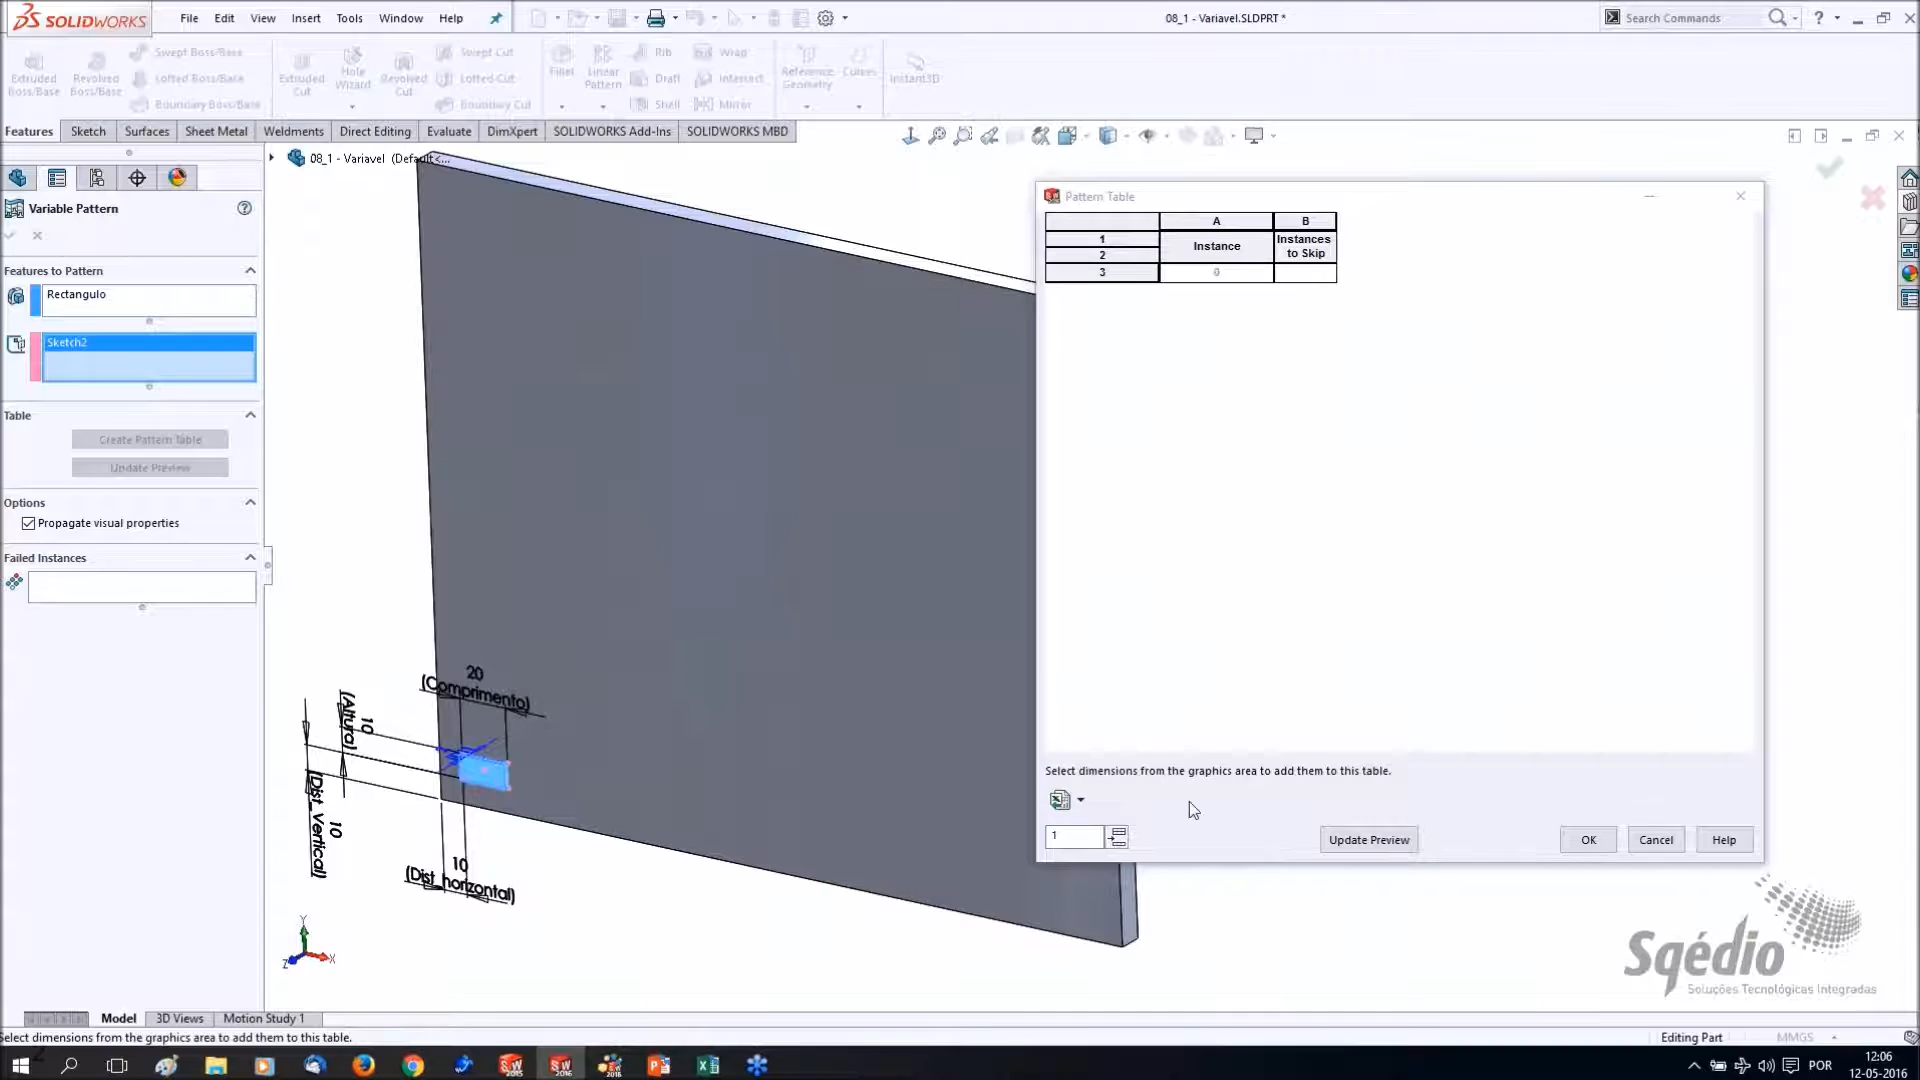 SOLIDWORKS
File Edit View Insert Tools Window Help
08_1 - Variavel.SLDPRT *
Search Commands
Extruded Boss/Base
Revolved Boss/Base
Swept Boss/Base
Lofted Boss/Base
Boundary Boss/Base
Extruded Cut
Hole Wizard
Revolved Cut
Swept Cut
Lofted Cut
Boundary Cut
Fillet
Linear Pattern
Rib
Draft
Shell
Wrap
Intersect
Mirror
Reference Geometry
Curves
Instant3D
Features Sketch Surfaces Sheet Metal Weldments Direct Editing Evaluate DimXpert SOLIDWORKS Add-Ins SOLIDWORKS MBD
08_1 - Variavel (Default<...
Variable Pattern
Features to Pattern
Rectangulo
Sketch2
Table
Create Pattern Table
Update Preview
Options
Propagate visual properties
Failed Instances
20
(Comprimento)
10
(Altura)
10
(Dist_Vertical)
10
(Dist_horizontal)
Y
X
Z
Pattern Table
A B
1
2
Instance
Instances
to Skip
3 0
Select dimensions from the graphics area to add them to this table.
1
Update Preview OK Cancel Help
Sqédio
Soluções Tecnológicas Integradas
Model 3D Views Motion Study 1
Select dimensions from the graphics area to add them to this table.
Editing Part MMGS
POR
12:06
12-05-2016